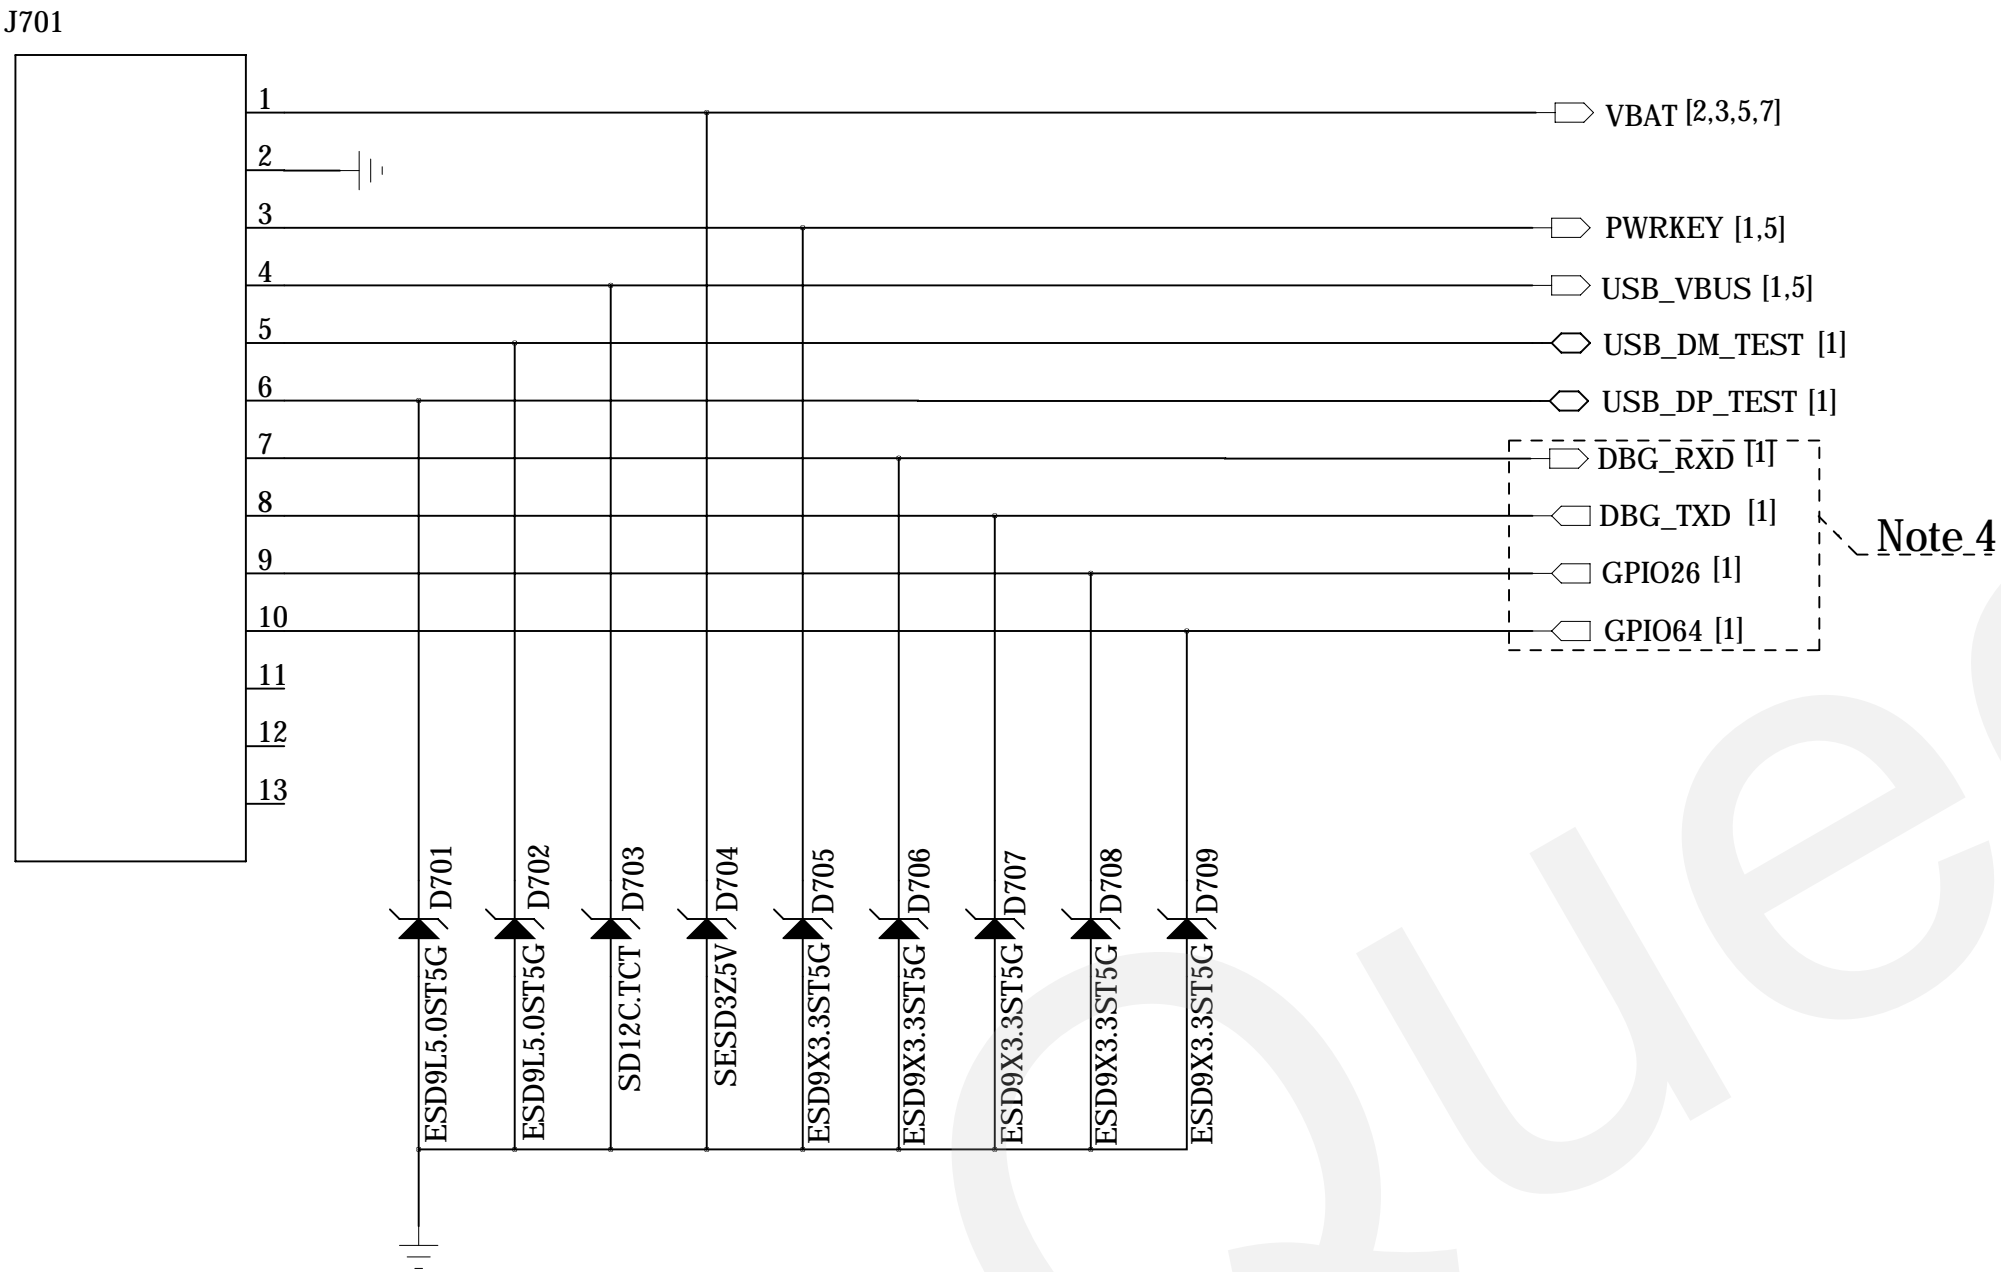 J701
1
VBAT [2,3,5,7]
2
3
PWRKEY [1,5]
4
USB_VBUS [1,5]
5
USB_DM_TEST [1]
6
USB_DP_TEST [1]
7
DBG_RXD [1]
8
DBG_TXD [1]
Note 4
9
GPIO26 [1]
10
GPIO64 [1]
11
12
13
D701
D702
D703
D704
D705
D706
D707
D708
D709
ESD9L5.0ST5G
ESD9L5.0ST5G
SD12C.TCT
SESD3Z5V
ESD9X3.3ST5G
ESD9X3.3ST5G
ESD9X3.3ST5G
ESD9X3.3ST5G
ESD9X3.3ST5G
Que